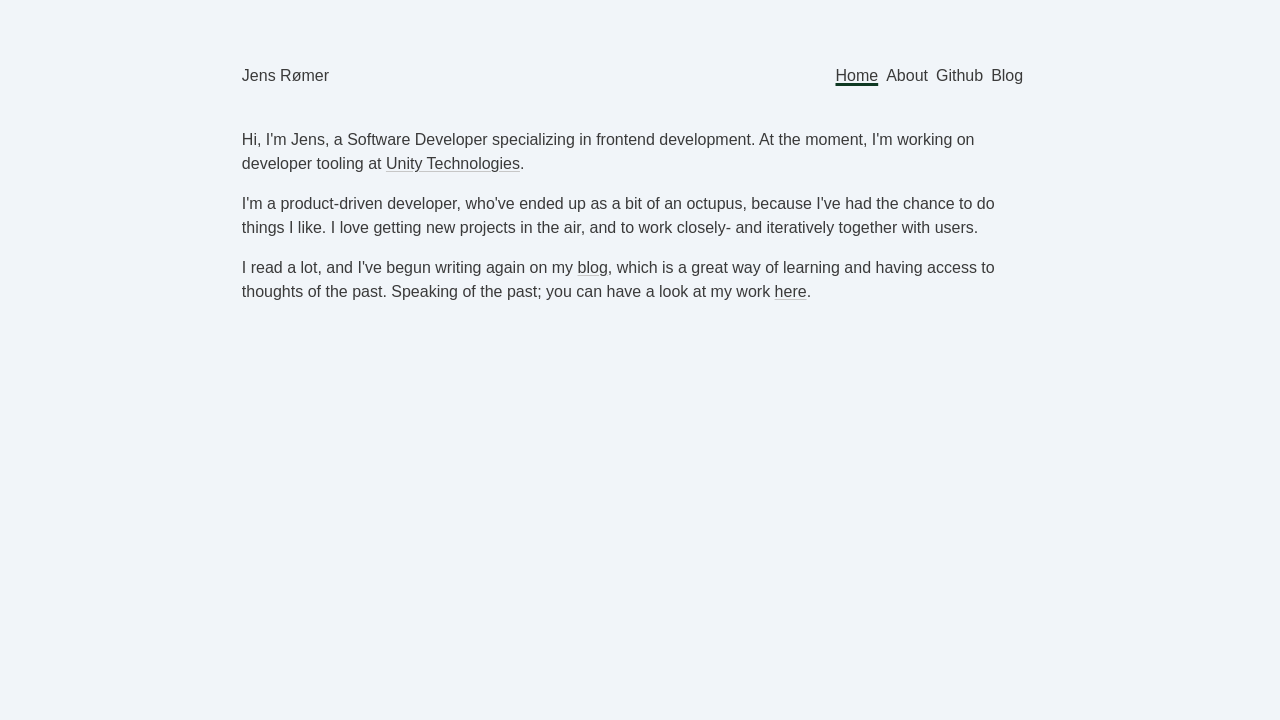 Jens Rømer
Home About Github Blog
Hi, I'm Jens, a Software Developer specializing in frontend development. At the moment, I'm working on
developer tooling at Unity Technologies.
I'm a product-driven developer, who've ended up as a bit of an octupus, because I've had the chance to do
things I like. I love getting new projects in the air, and to work closely- and iteratively together with users.
I read a lot, and I've begun writing again on my blog, which is a great way of learning and having access to
thoughts of the past. Speaking of the past; you can have a look at my work here.